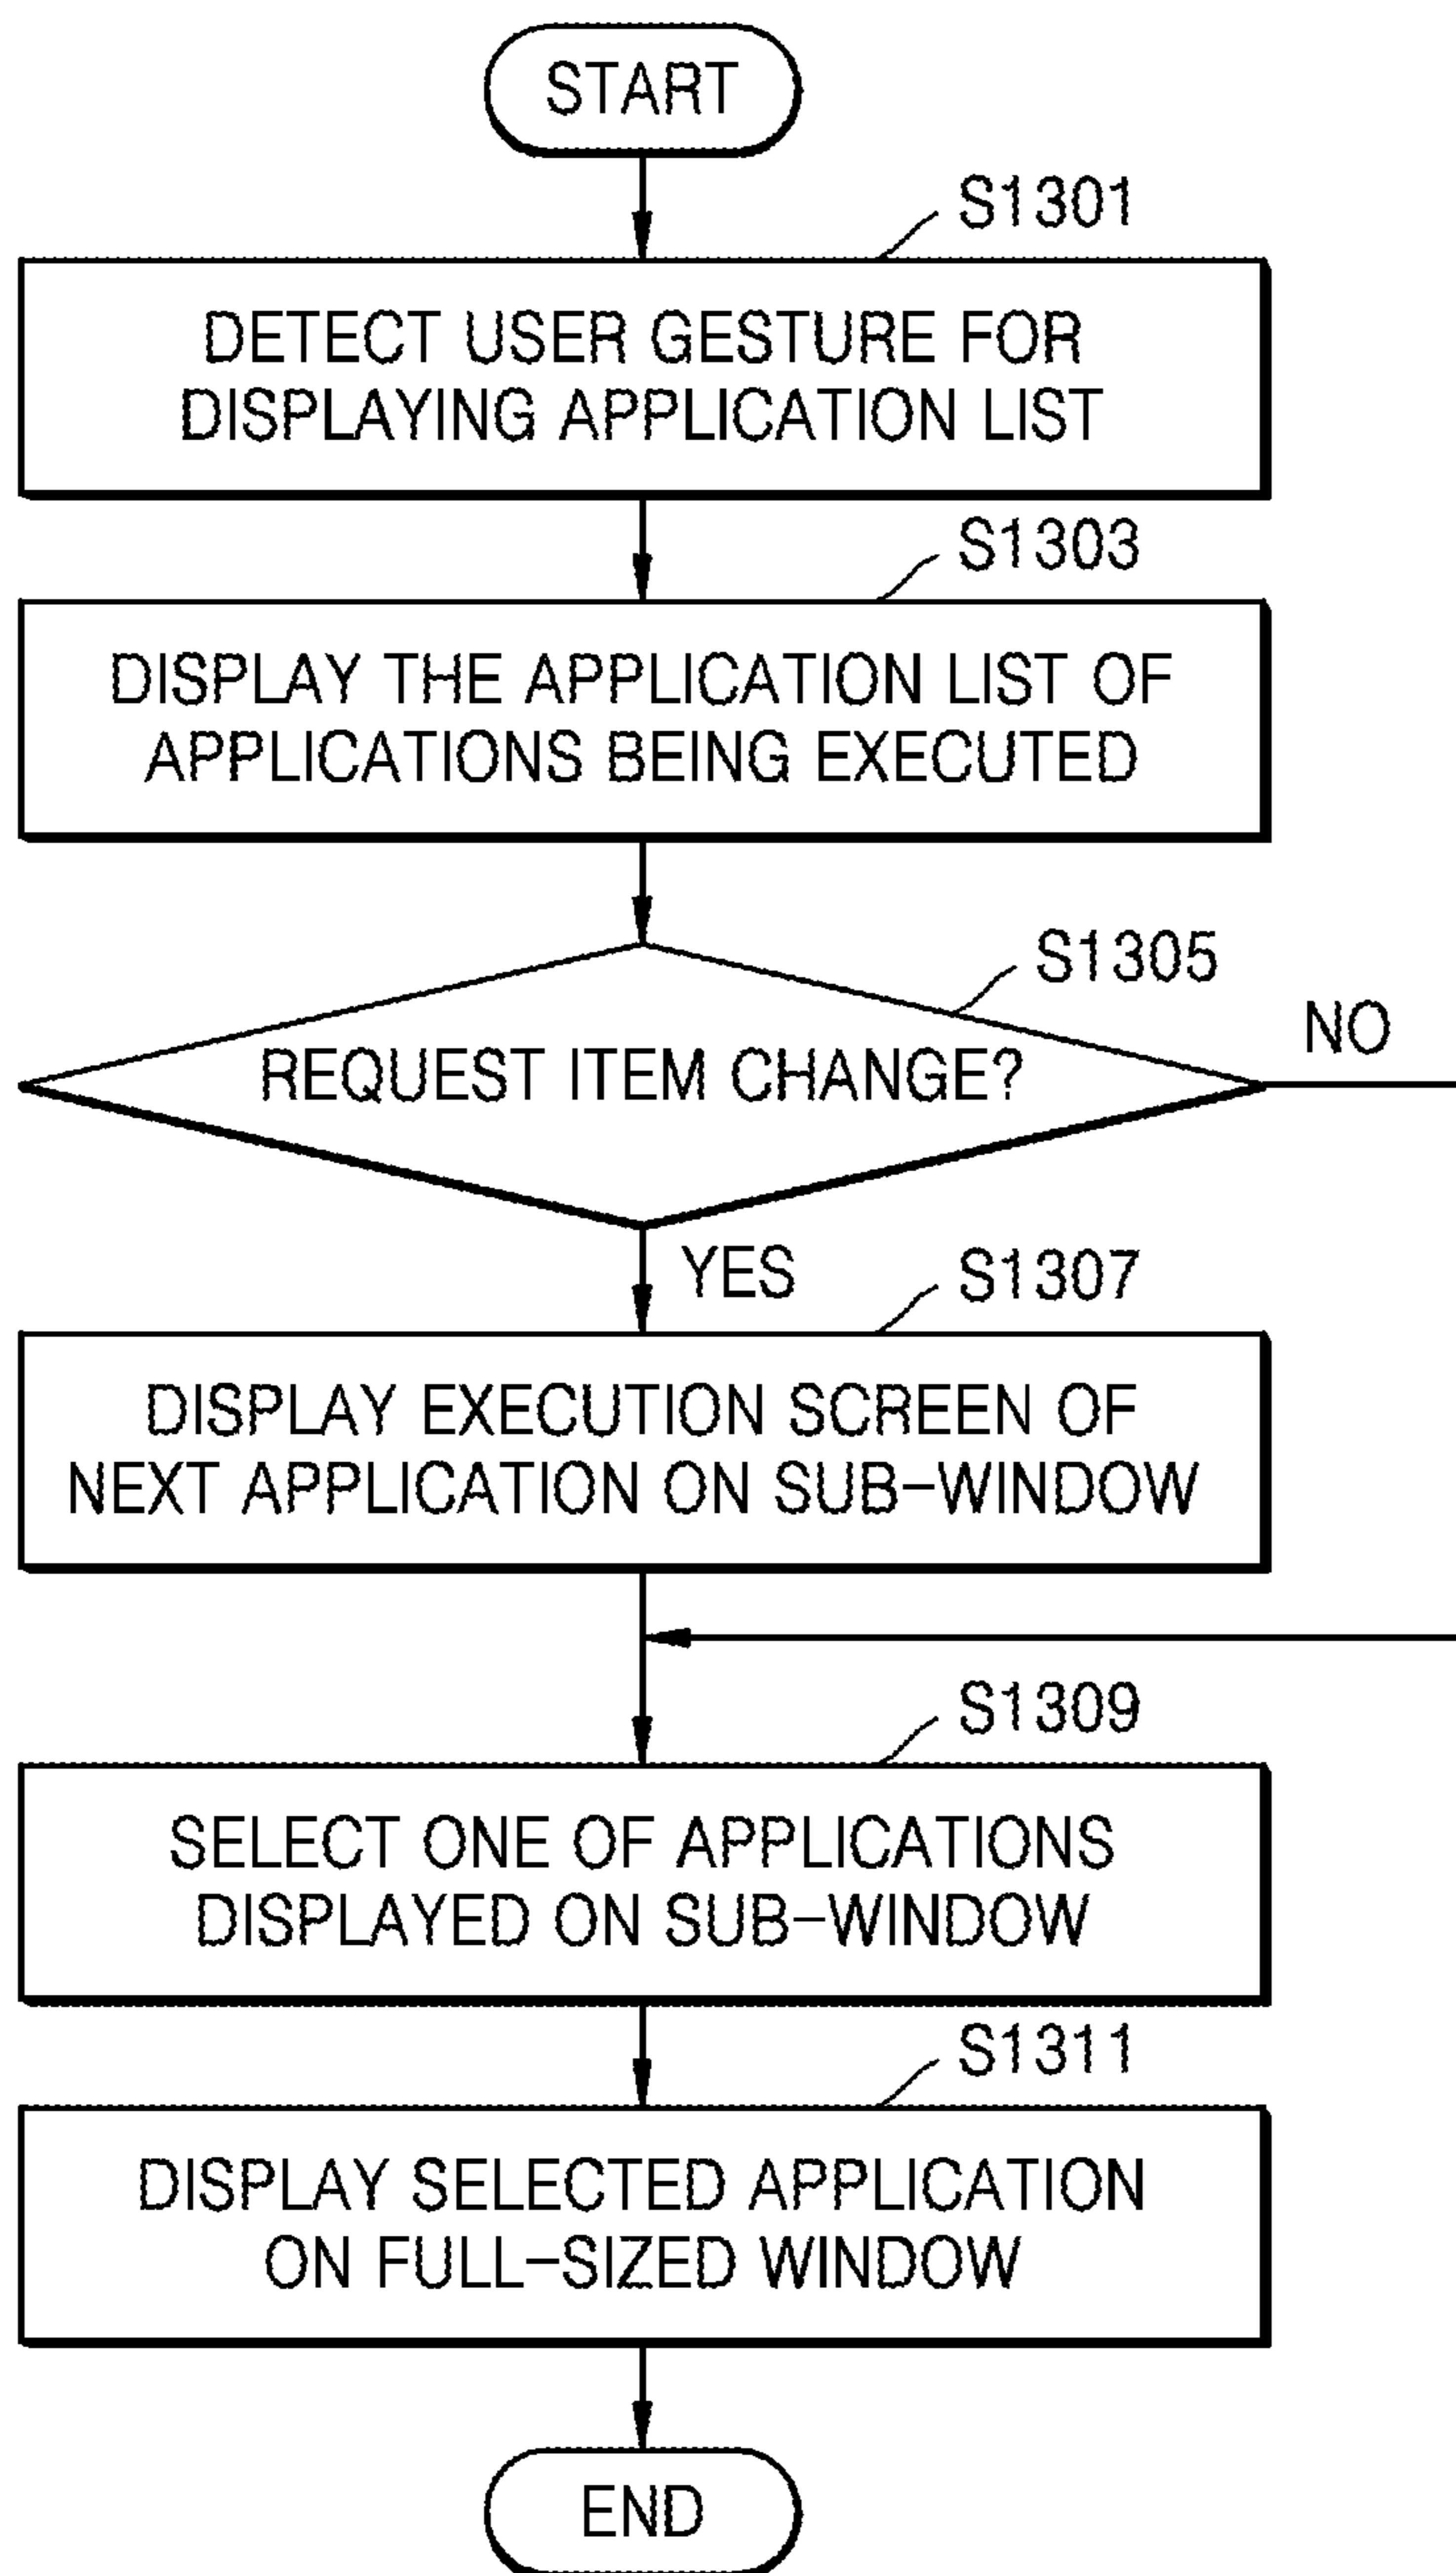 START
S1301
DETECT USER GESTURE FOR
DISPLAYING APPLICATION LIST
S1303
DISPLAY THE APPLICATION LIST OF
APPLICATIONS BEING EXECUTED
S1305
NO
REQUEST ITEM CHANGE?
YES
S1307
DISPLAY EXECUTION SCREEN OF
NEXT APPLICATION ON SUB-WINDOW
S1309
SELECT ONE OF APPLICATIONS
DISPLAYED ON SUB-WINDOW
S1311
DISPLAY SELECTED APPLICATION
ON FULL-SIZED WINDOW
END